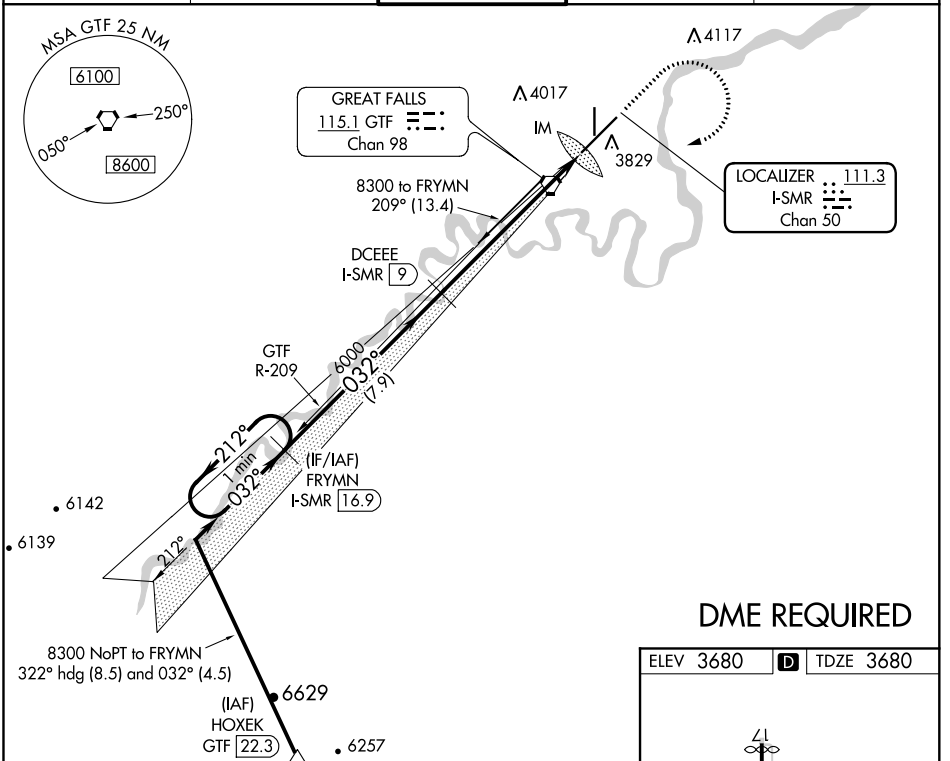 MSA GTF 25 NM
6100
250°
050°
8600
GREAT FALLS
115.1 GTF
Chan 98
4017
4117
IM
3829
LOCALIZER 111.3
I-SMR
Chan 50
8300 to FRYMN
209° (13.4)
DCEEE
I-SMR 9
GTF
R-209
6000
032°
(7.9)
212°
1 min
032°
(IF/IAF)
FRYMN
I-SMR 16.9
6142
6139
212°
8300 NoPT to FRYMN
322° hdg (8.5) and 032° (4.5)
6629
(IAF)
HOXEK
GTF 22.3
6257
DME REQUIRED
ELEV 3680 D TDZE 3680
17